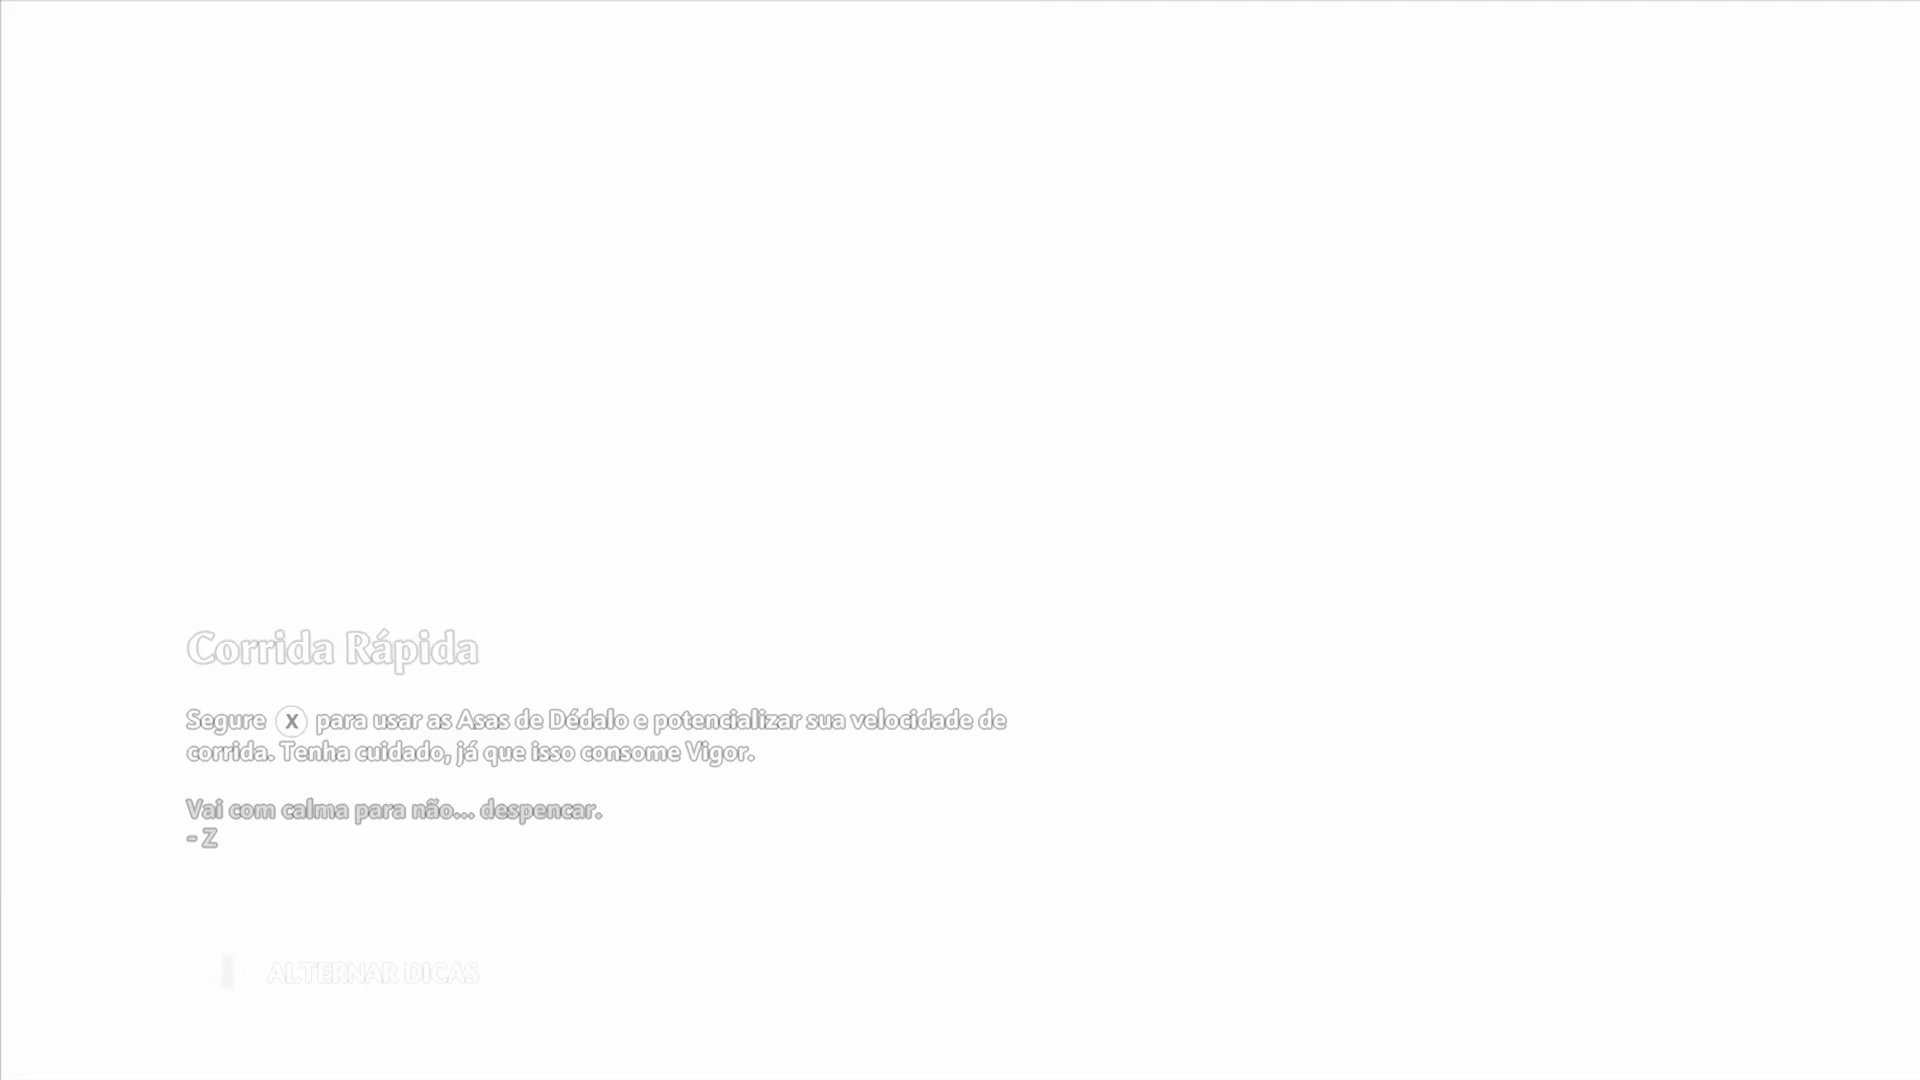 Corrida Rápida
Segure X para usar as Asas de Dédalo e potencializar sua velocidade de
corrida. Tenha cuidado, já que isso consome Vigor.
Vai com calma para não... despencar.
- Z
ALTERNAR DICAS